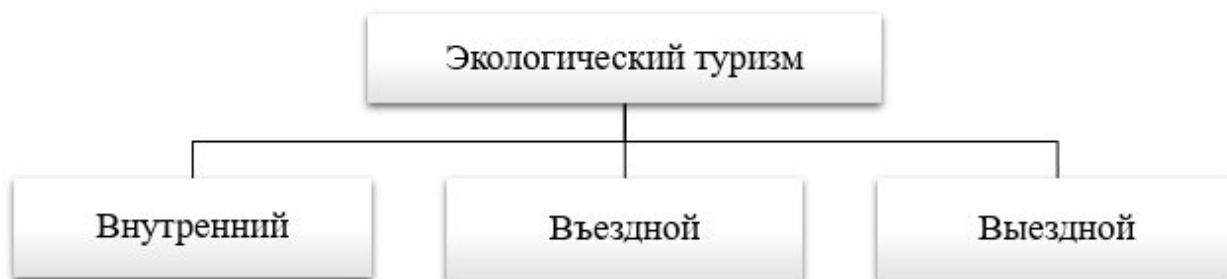 Экологический туризм
Внутренний
Въездной
Выездной